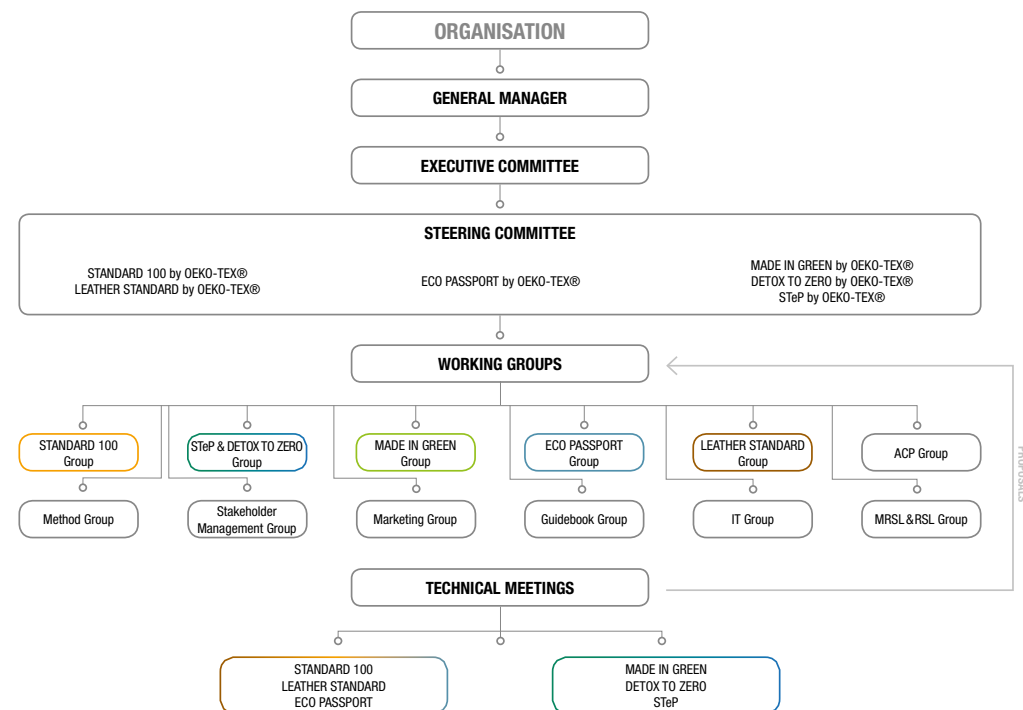 ORGANISATION
GENERAL MANAGER
EXECUTIVE COMMITTEE
STEERING COMMITTEE
STANDARD 100 by OEKO-TEX®
LEATHER STANDARD by OEKO-TEX®
ECO PASSPORT by OEKO-TEX®
MADE IN GREEN by OEKO-TEX®
DETOX TO ZERO by OEKO-TEX®
STeP by OEKO-TEX®
WORKING GROUPS
STANDARD 100
Group
STeP & DETOX TO ZERO
Group
MADE IN GREEN
Group
ECO PASSPORT
Group
LEATHER STANDARD
Group
ACP Group
Method Group
Stakeholder
Management Group
Marketing Group
Guidebook Group
IT Group
MRSL & RSL Group
PROPOSALS
TECHNICAL MEETINGS
STANDARD 100
LEATHER STANDARD
ECO PASSPORT
MADE IN GREEN
DETOX TO ZERO
STeP